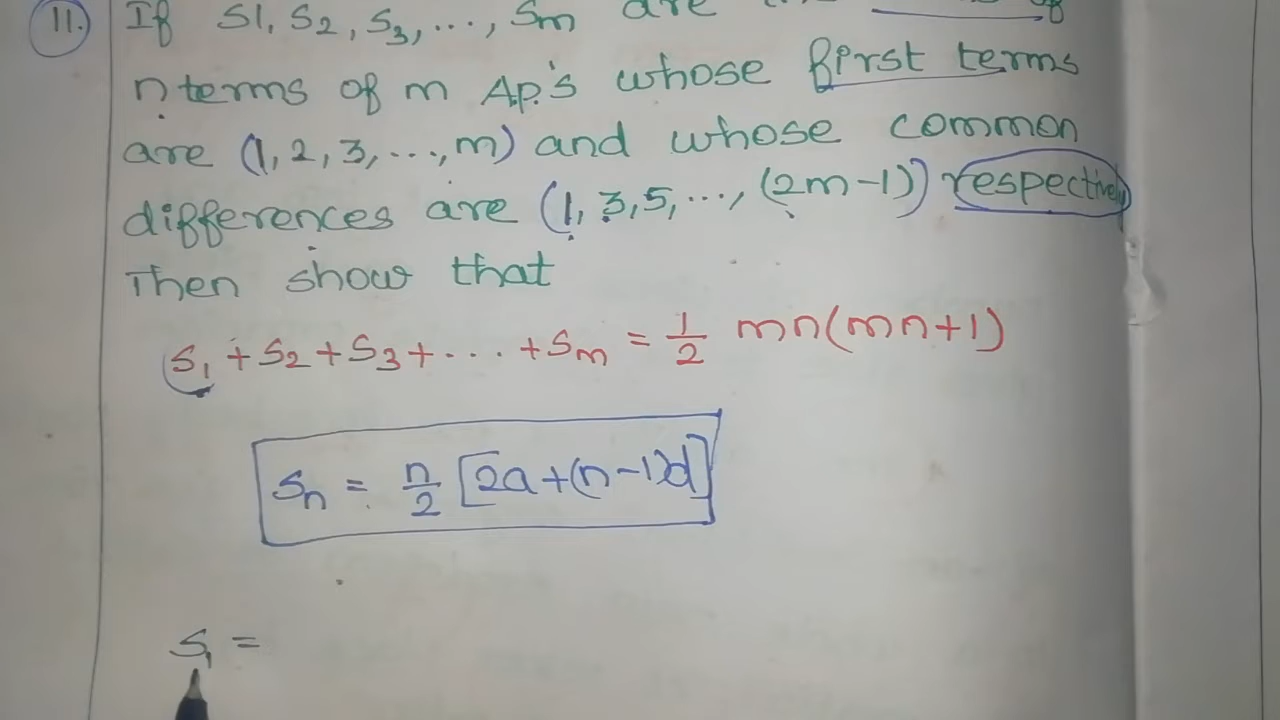 11. If S1, S2, S3, ..., Sm are of
n terms of m A.P.'s whose first terms
are (1, 2, 3, ..., m) and whose common
differences are (1, 3, 5, ..., (2m-1)) respectively
Then show that
S1 + S2 + S3 + ... + Sm = 1/2 mn(mn+1)
Sn = n/2 [2a+(n-1)d]
S1 =